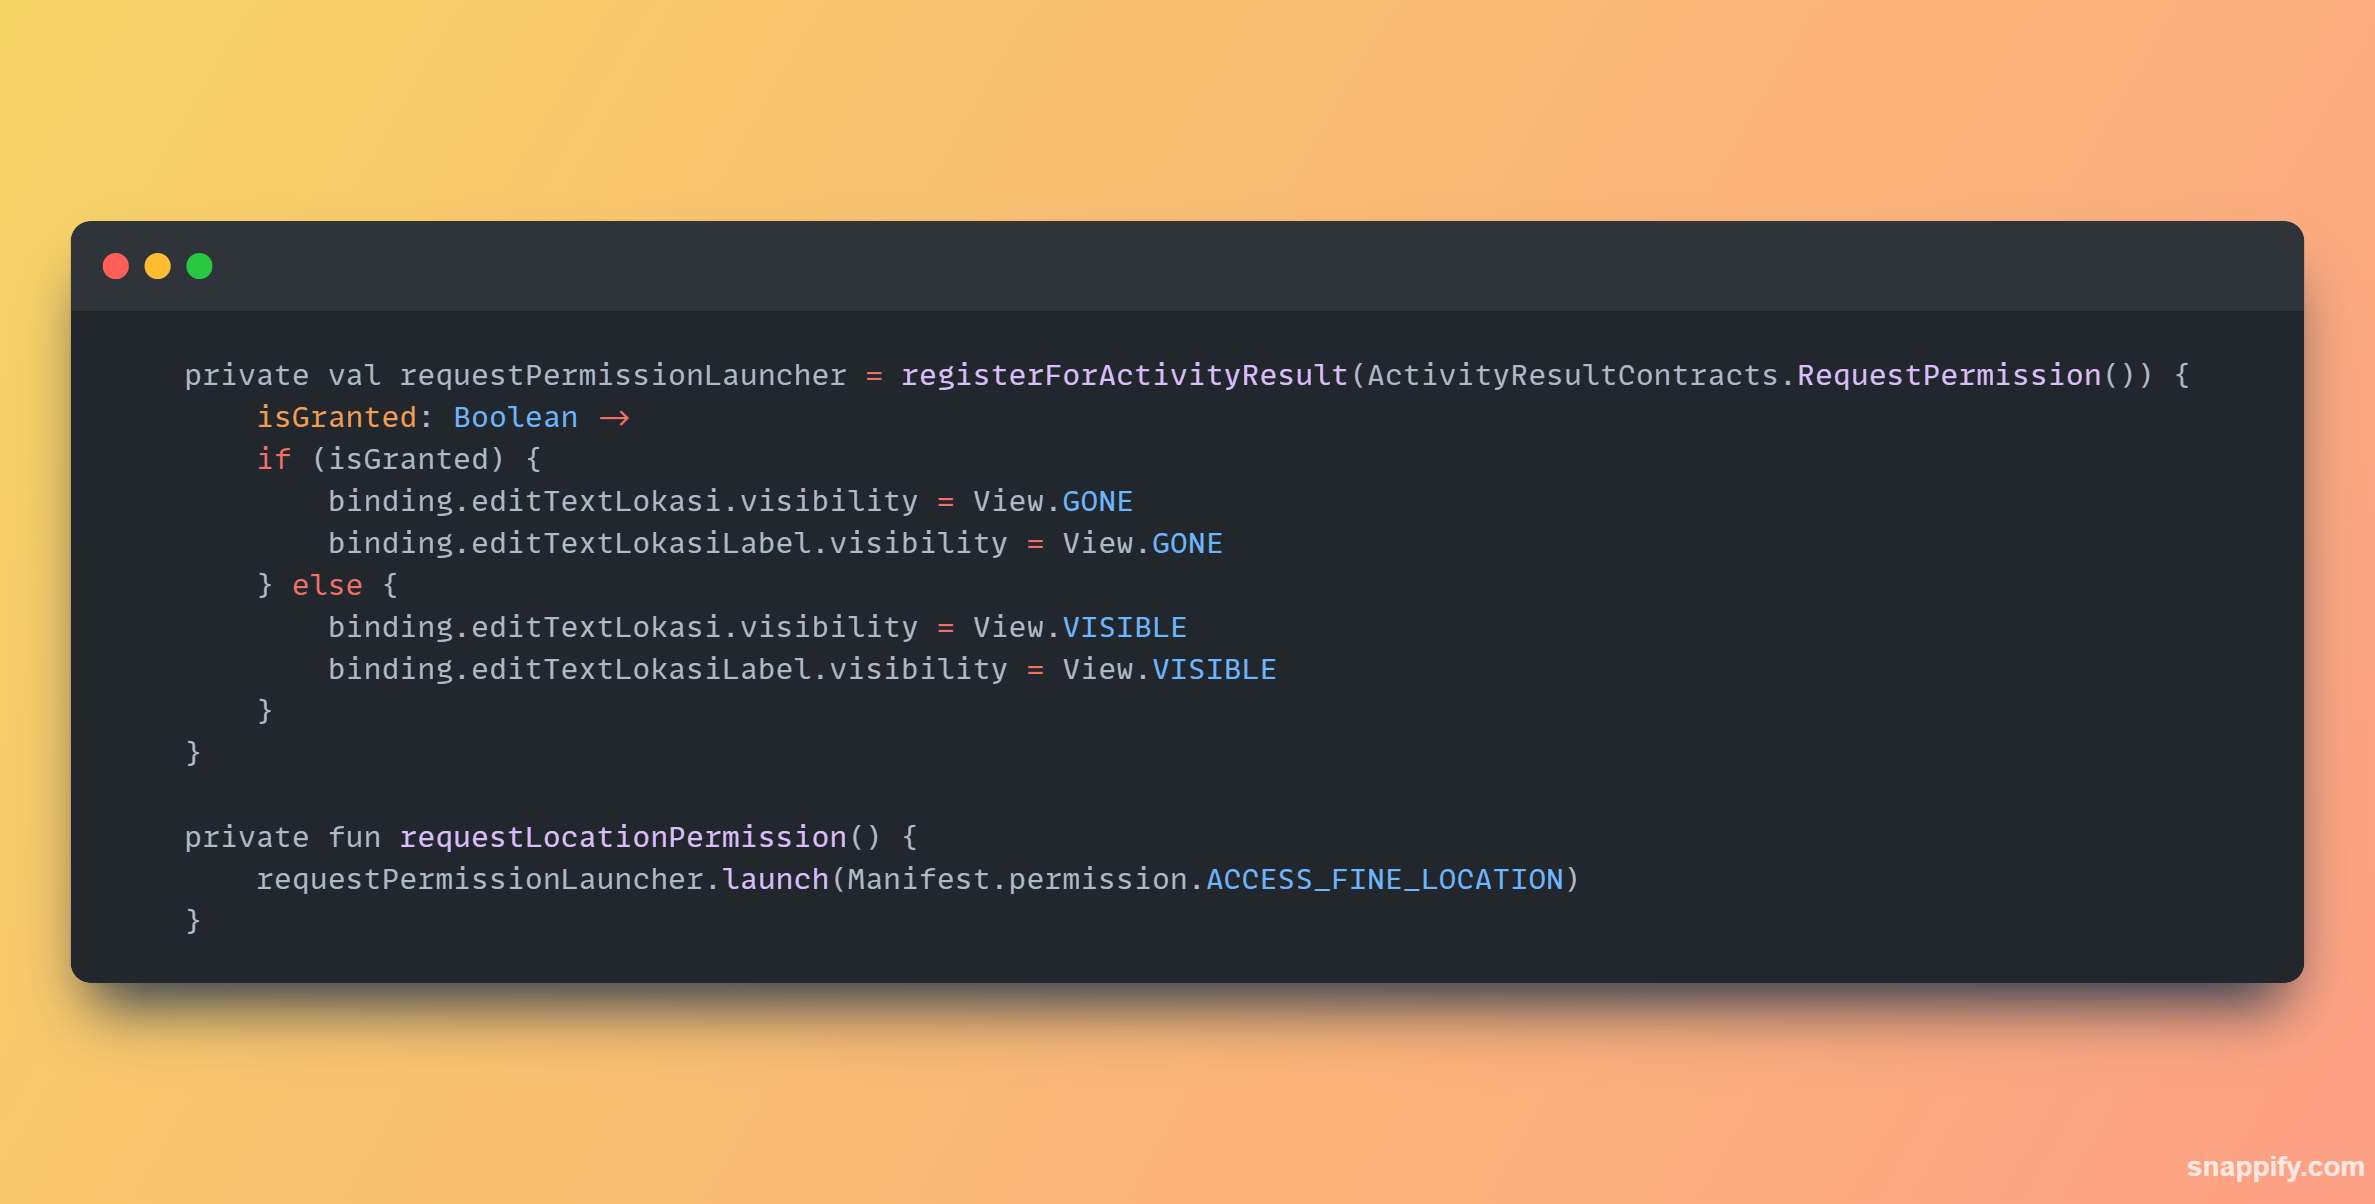 private val requestPermissionLauncher = registerForActivityResult(ActivityResultContracts.RequestPermission()) {
    isGranted: Boolean ->
    if (isGranted) {
        binding.editTextLokasi.visibility = View.GONE
        binding.editTextLokasiLabel.visibility = View.GONE
    } else {
        binding.editTextLokasi.visibility = View.VISIBLE
        binding.editTextLokasiLabel.visibility = View.VISIBLE
    }
}

private fun requestLocationPermission() {
    requestPermissionLauncher.launch(Manifest.permission.ACCESS_FINE_LOCATION)
}
snappify.com